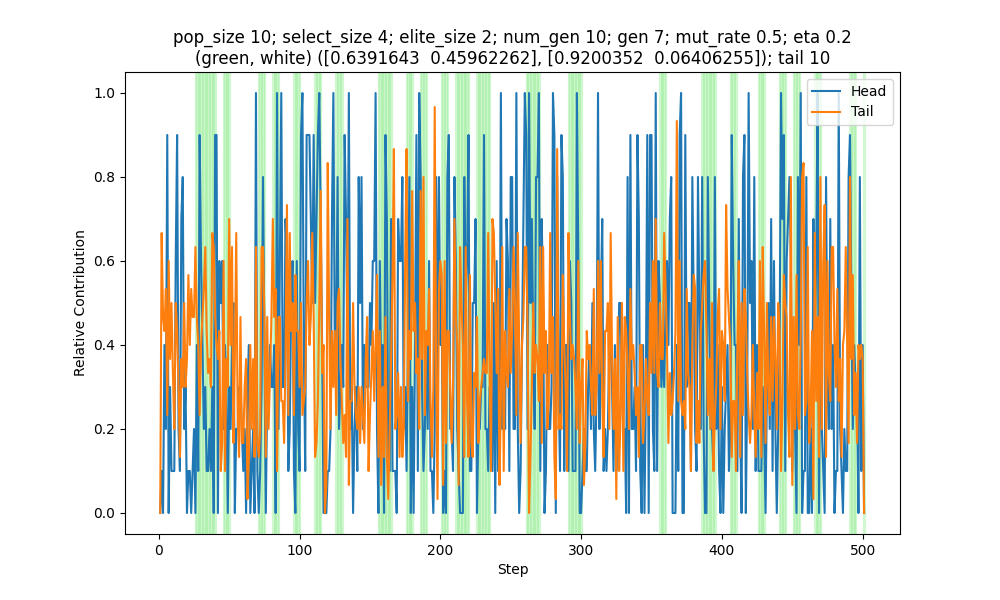 pop_size 10; select_size 4; elite_size 2; num_gen 10; gen 7; mut_rate 0.5; eta 0.2
(green, white) ([0.6391643  0.45962262], [0.9200352  0.06406255]); tail 10
Head
Tail
Relative Contribution
1.0
0.8
0.6
0.4
0.2
0.0
0
100
200
300
400
500
Step